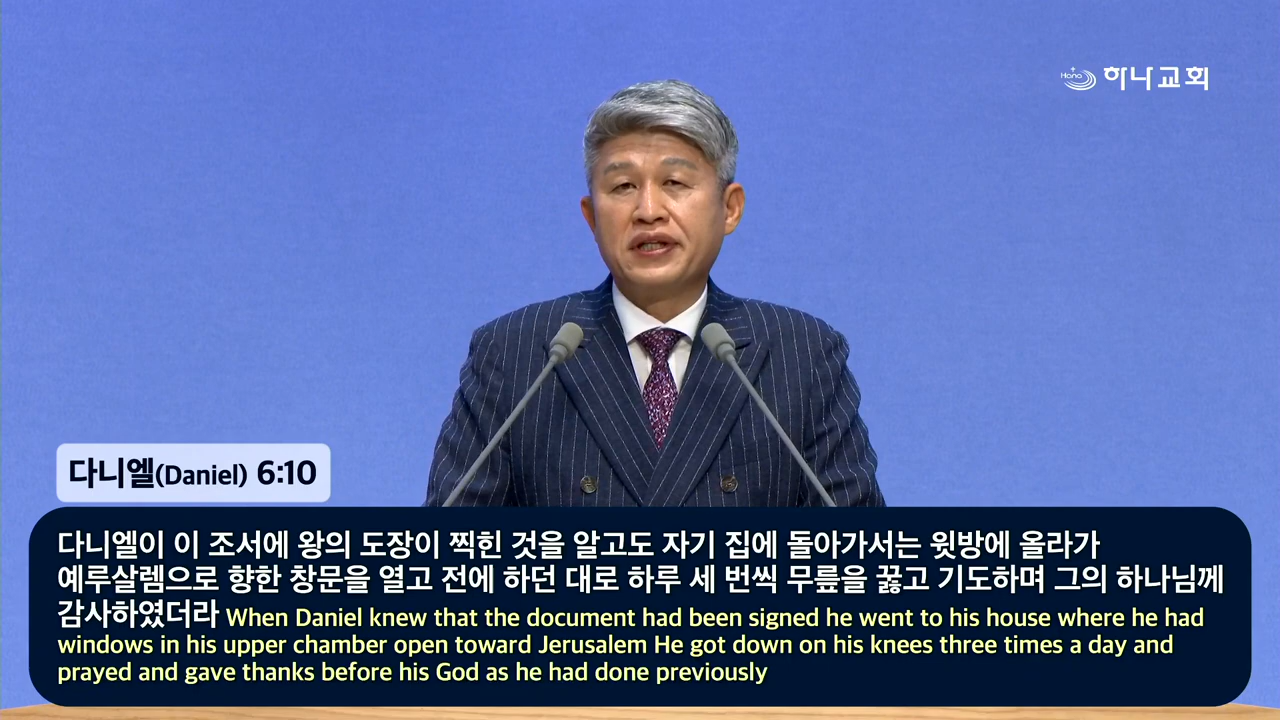 Hana 하나교회
다니엘(Daniel) 6:10
다니엘이 이 조서에 왕의 도장이 찍힌 것을 알고도 자기 집에 돌아가서는 윗방에 올라가
예루살렘으로 향한 창문을 열고 전에 하던 대로 하루 세 번씩 무릎을 꿇고 기도하며 그의 하나님께
감사하였더라 When Daniel knew that the document had been signed he went to his house where he had
windows in his upper chamber open toward Jerusalem He got down on his knees three times a day and
prayed and gave thanks before his God as he had done previously